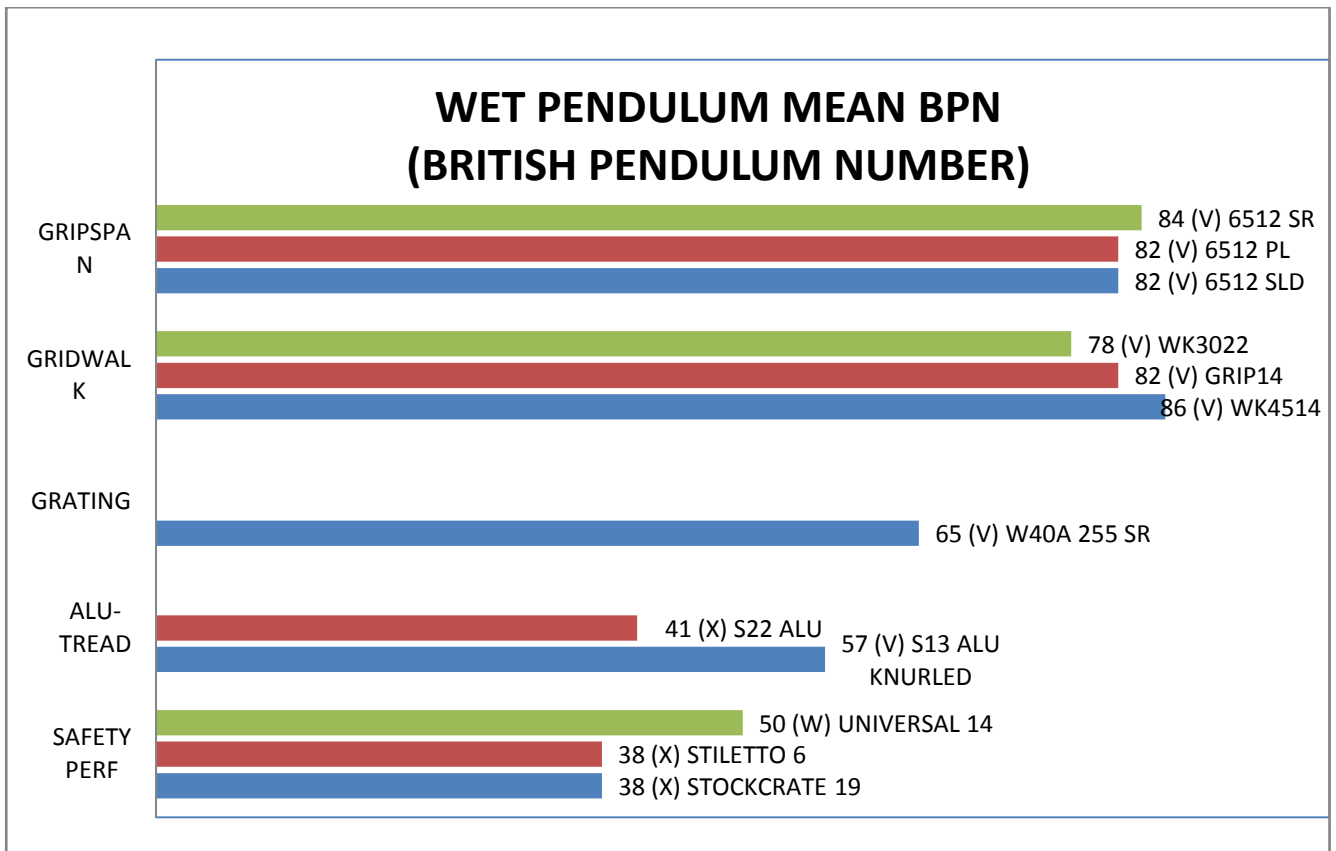 WET PENDULUM MEAN BPN
(BRITISH PENDULUM NUMBER)
GRIPSPA
N
84 (V) 6512 SR
82 (V) 6512 PL
82 (V) 6512 SLD
GRIDWAL
K
78 (V) WK3022
82 (V) GRIP14
86 (V) WK4514
GRATING
65 (V) W40A 255 SR
ALU-
TREAD
41 (X) S22 ALU
57 (V) S13 ALU
KNURLED
SAFETY
PERF
50 (W) UNIVERSAL 14
38 (X) STILETTO 6
38 (X) STOCKCRATE 19